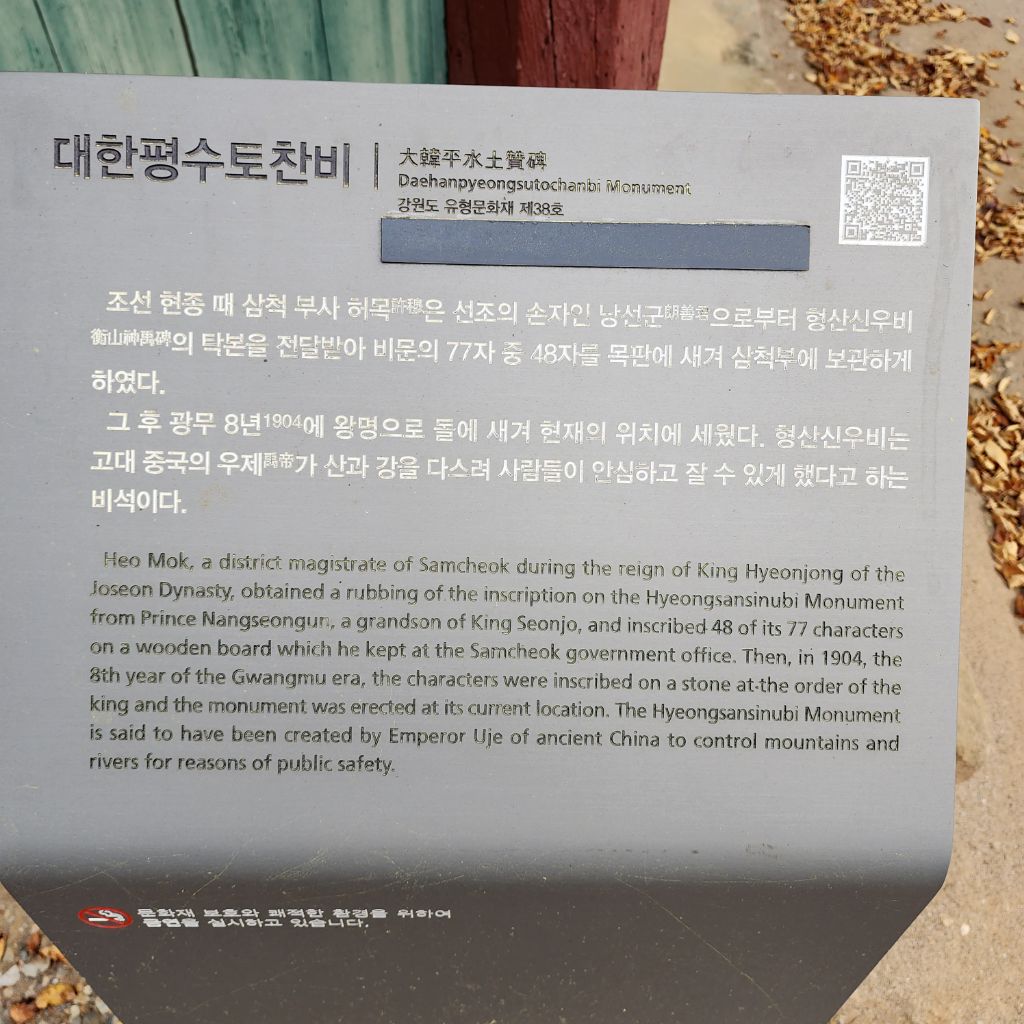 대한평수토찬비
大韓平水土贊碑
Daehanpyeongsutochanbi Monument
강원도 유형문화재 제38호
조선 현종 때 삼척 부사 허목許穆은 선조의 손자인 낭선군朗善君으로부터 형산신우비
衡山神禹碑의 탁본을 전달받아 비문의 77자 중 48자를 목판에 새겨 삼척부에 보관하게
하였다.
그 후 광무 8년1904에 왕명으로 돌에 새겨 현재의 위치에 세웠다. 형산신우비는
고대 중국의 우제禹帝가 산과 강을 다스려 사람들이 안심하고 잘 수 있게 했다고 하는
비석이다.
Heo Mok, a district magistrate of Samcheok during the reign of King Hyeonjong of the
Joseon Dynasty, obtained a rubbing of the inscription on the Hyeongsansinubi Monument
from Prince Nangseongun, a grandson of King Seonjo, and inscribed 48 of its 77 characters
on a wooden board which he kept at the Samcheok government office. Then, in 1904, the
8th year of the Gwangmu era, the characters were inscribed on a stone at the order of the
king and the monument was erected at its current location. The Hyeongsansinubi Monument
is said to have been created by Emperor Uje of ancient China to control mountains and
rivers for reasons of public safety.
문화재 보호와 쾌적한 환경을 위하여
금연을 실시하고 있습니다.